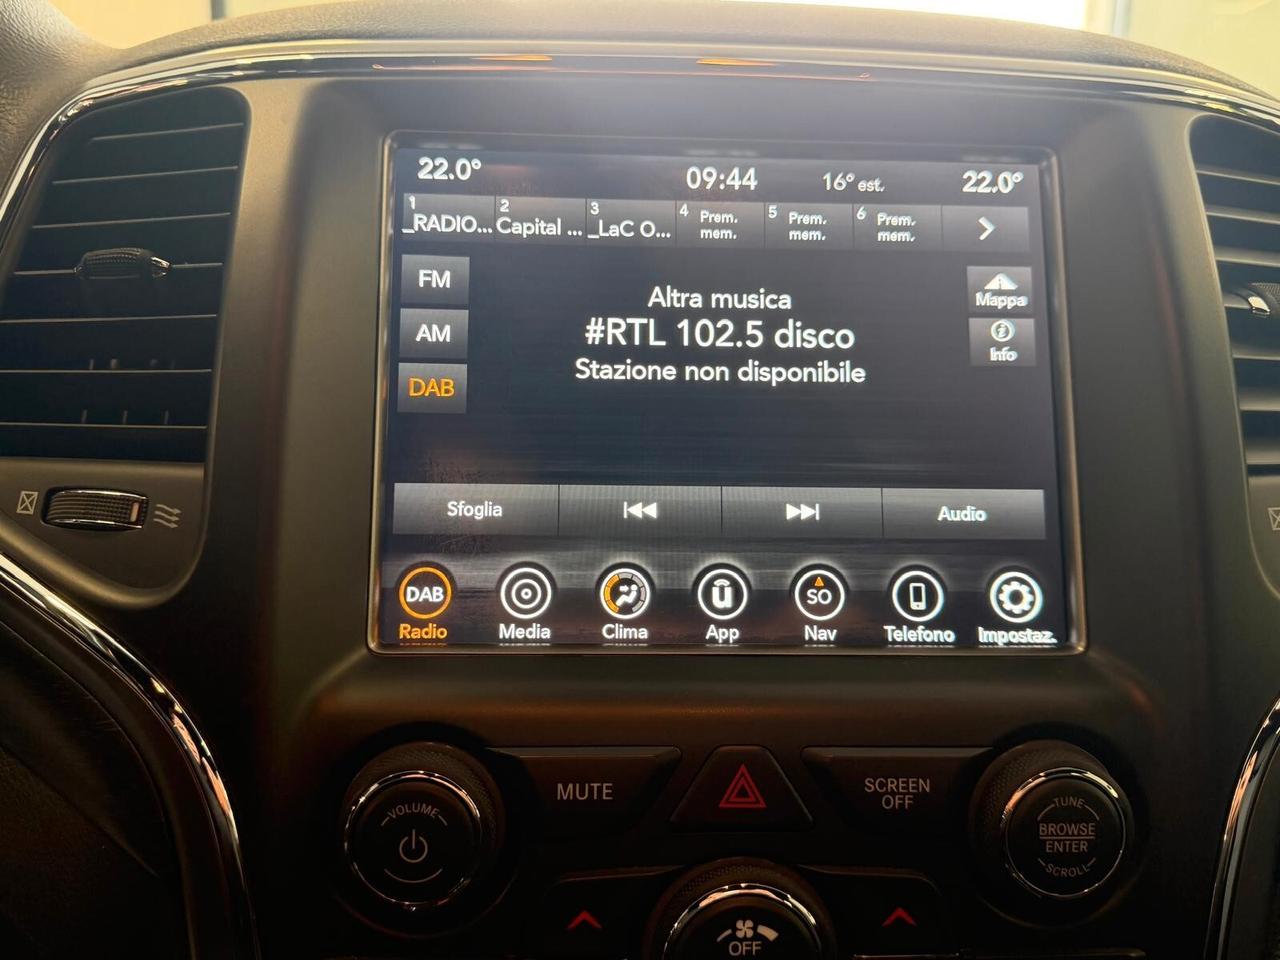 22.0°
09:44
16° est.
22.0°
1
_RADIO...
2
Capital ...
3
_LaC O...
4
Prem.
mem.
5
Prem.
mem.
6
Prem.
mem.
FM
AM
DAB
Altra musica
#RTL 102.5 disco
Stazione non disponibile
Mappa
Info
Sfoglia
Audio
DAB
Radio
Media
Clima
App
SO
Nav
Telefono
Impostaz.
VOLUME
MUTE
SCREEN
OFF
TUNE
BROWSE
ENTER
SCROLL
OFF